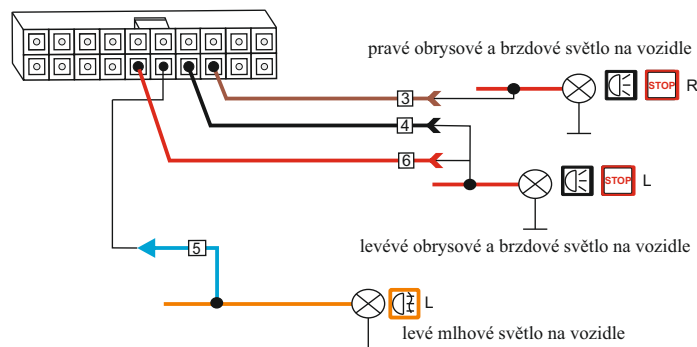 pravé obrysové a brzdové světlo na vozidle
3
STOP R
4
6
STOP L
levévé obrysové a brzdové světlo na vozidle
5
L
levé mlhové světlo na vozidle